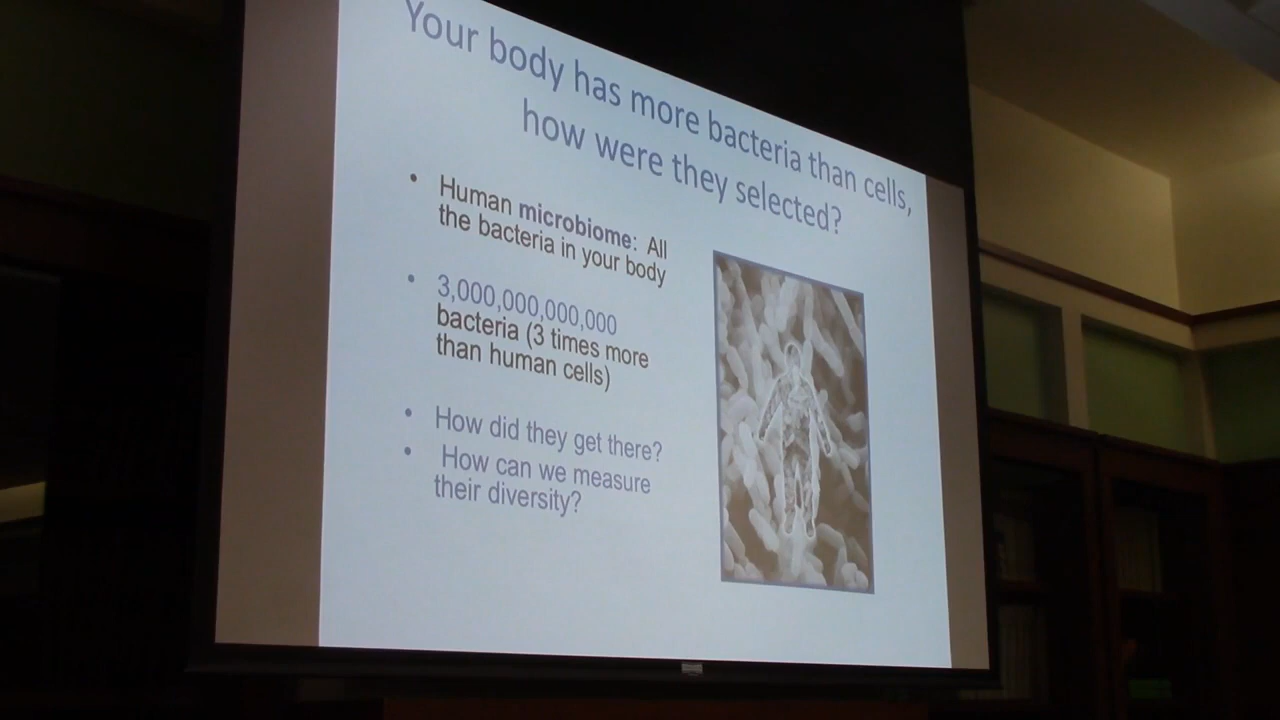 Your body has more bacteria than cells,
how were they selected?
• Human microbiome: All
the bacteria in your body
• 3,000,000,000,000
bacteria (3 times more
than human cells)
• How did they get there?
• How can we measure
their diversity?